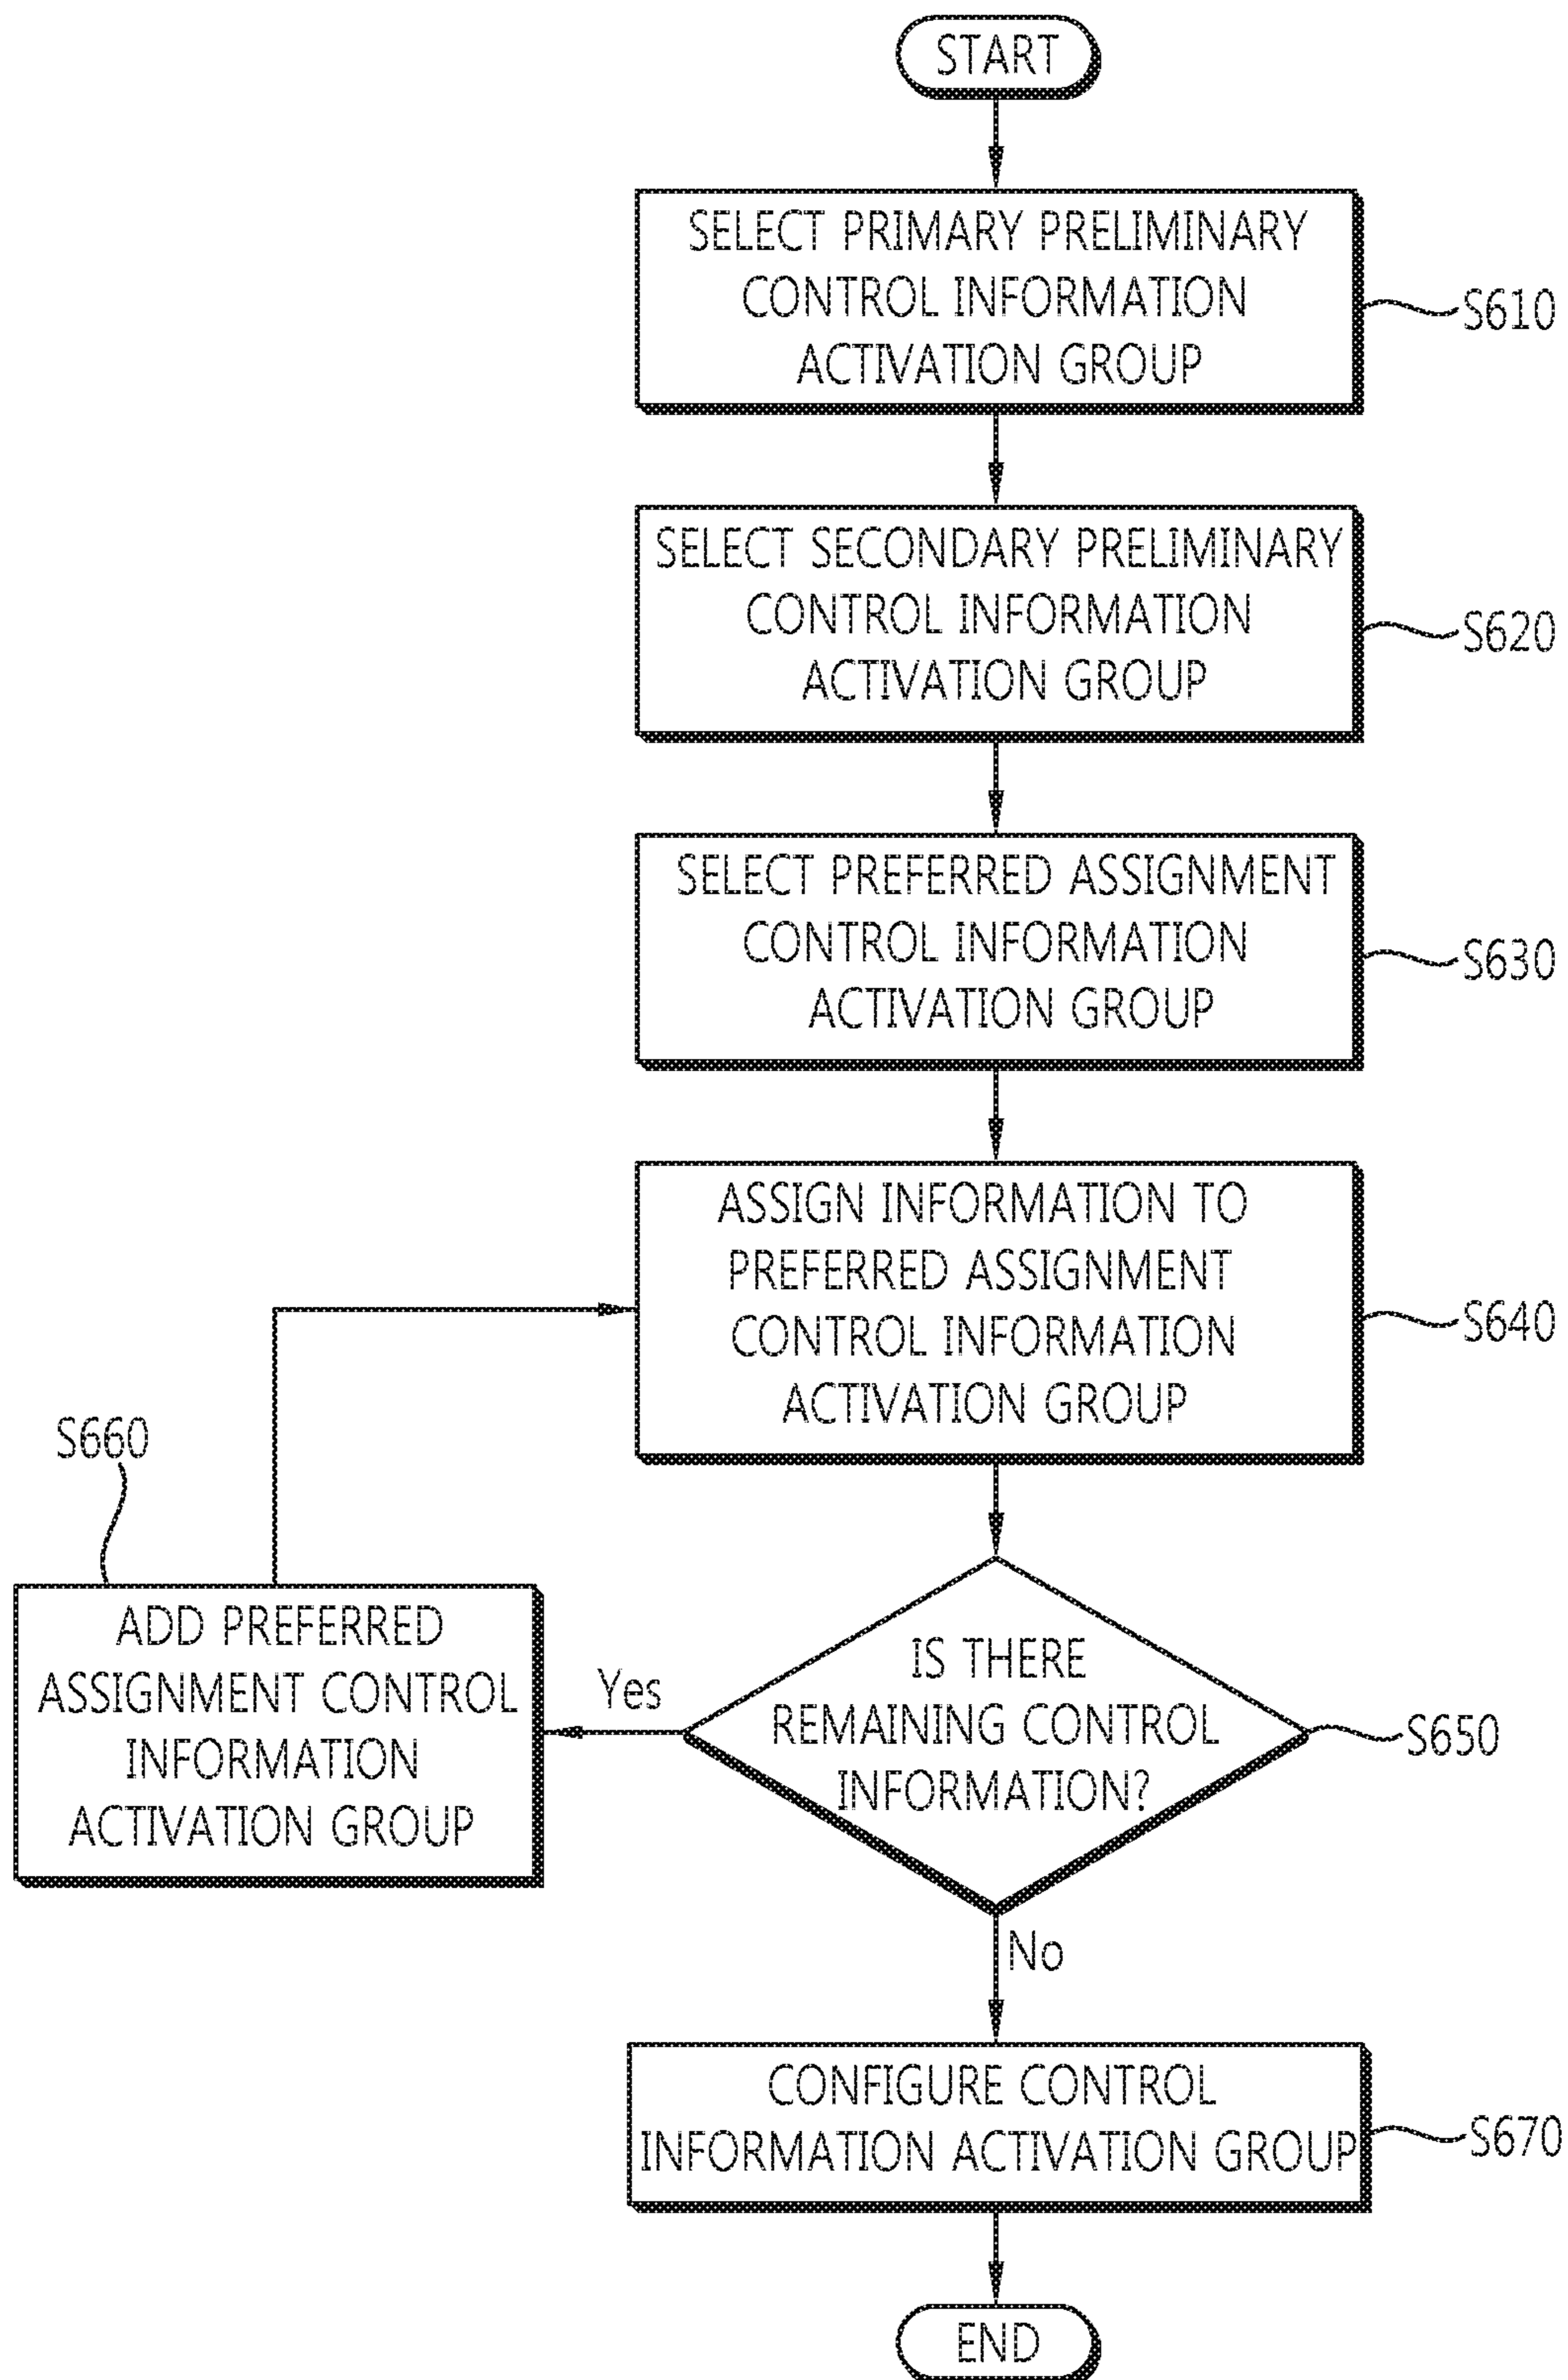 START
SELECT PRIMARY PRELIMINARY
CONTROL INFORMATION
ACTIVATION GROUP
S610
SELECT SECONDARY PRELIMINARY
CONTROL INFORMATION
ACTIVATION GROUP
S620
SELECT PREFERRED ASSIGNMENT
CONTROL INFORMATION
ACTIVATION GROUP
S630
ASSIGN INFORMATION TO
PREFERRED ASSIGNMENT
CONTROL INFORMATION
ACTIVATION GROUP
S640
S660
ADD PREFERRED
ASSIGNMENT CONTROL
INFORMATION
ACTIVATION GROUP
Yes
IS THERE
REMAINING CONTROL
INFORMATION?
S650
No
CONFIGURE CONTROL
INFORMATION ACTIVATION GROUP
S670
END